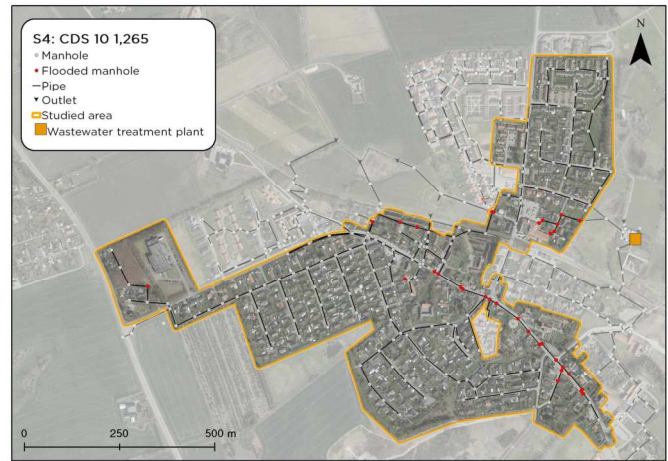 S4: CDS 10 1,265
Manhole
Flooded manhole
Pipe
Outlet
Studied area
Wastewater treatment plant
N
0 250 500 m